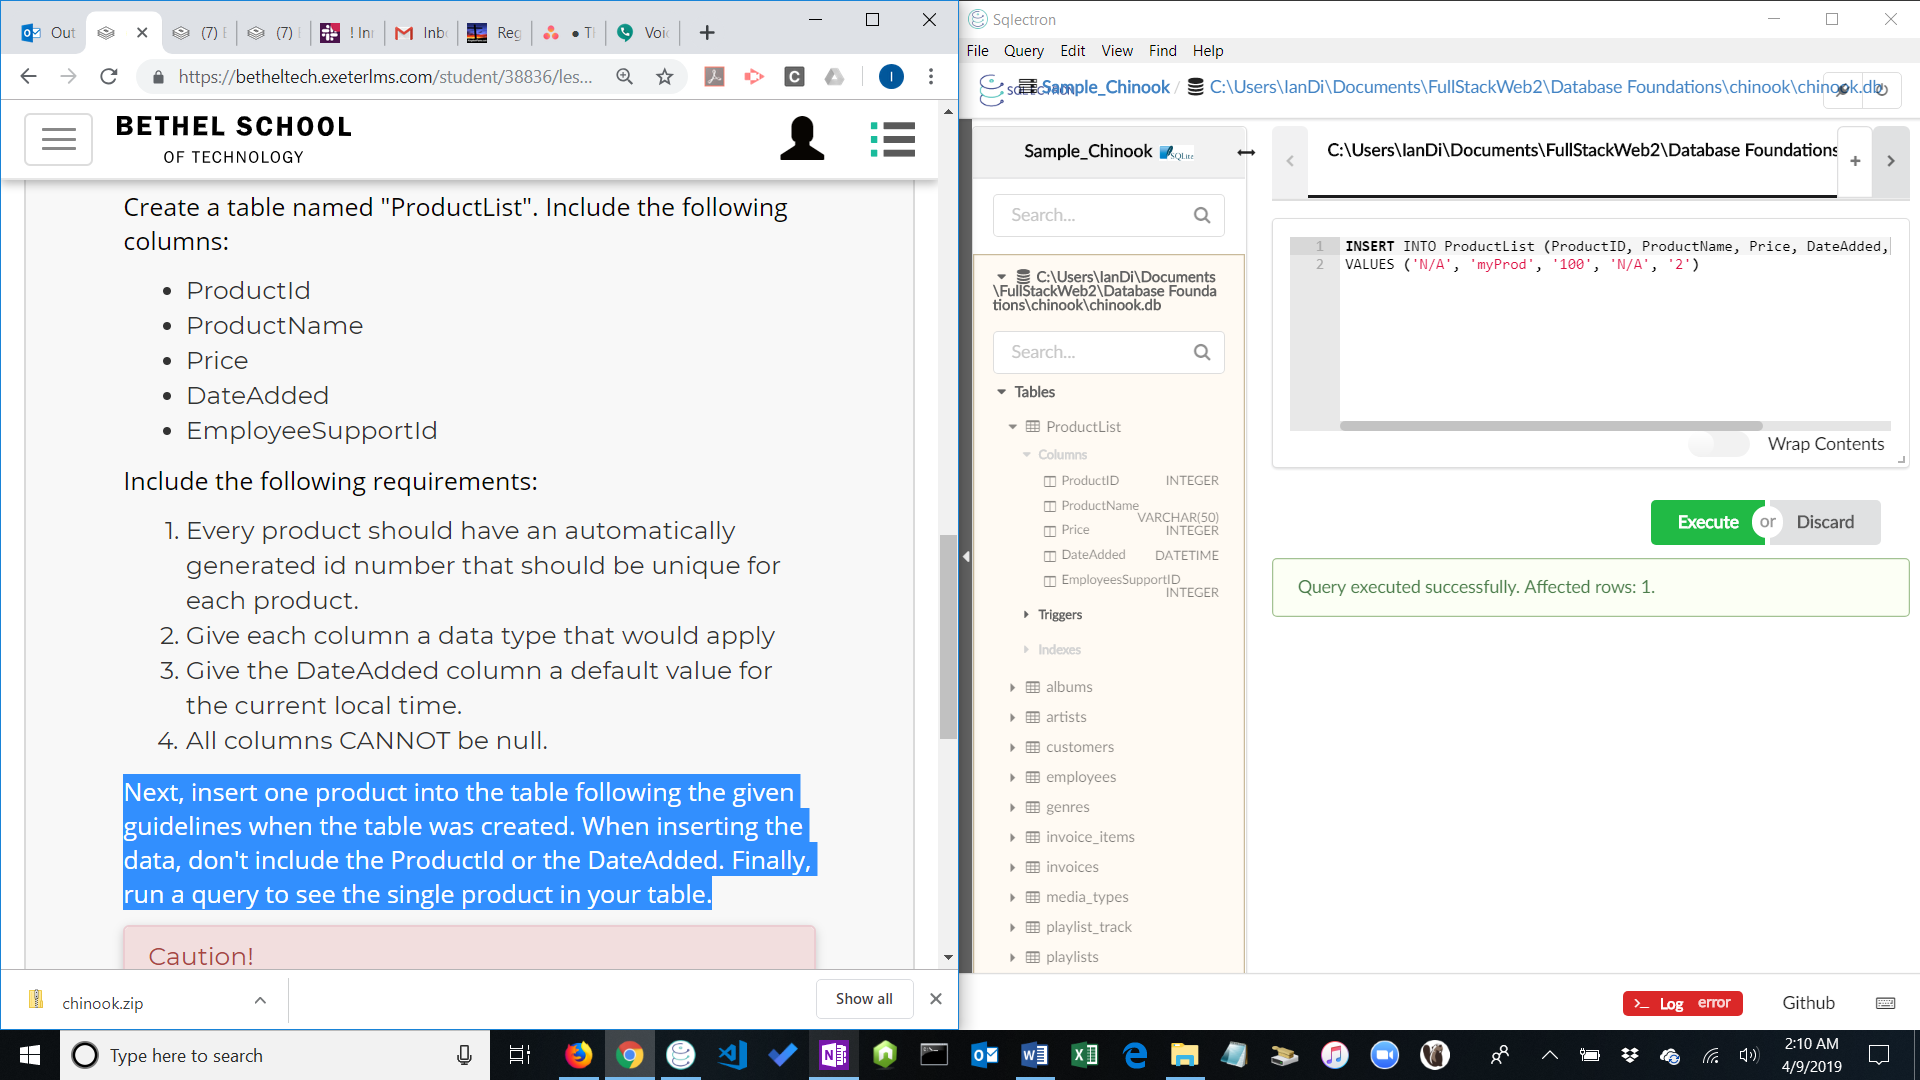 Out
(7)
(7)
! Inn
Inb
Reg
Voi
https://betheltech.exeterlms.com/student/38836/les...
BETHEL SCHOOL
OF TECHNOLOGY
Create a table named "ProductList". Include the following
columns:
ProductId
ProductName
Price
DateAdded
EmployeeSupportId
Include the following requirements:
1. Every product should have an automatically
generated id number that should be unique for
each product.
2. Give each column a data type that would apply
3. Give the DateAdded column a default value for
the current local time.
4. All columns CANNOT be null.
Next, insert one product into the table following the given
guidelines when the table was created. When inserting the
data, don't include the ProductId or the DateAdded. Finally,
run a query to see the single product in your table.
Caution!
chinook.zip
Show all
Sqlectron
File Query Edit View Find Help
Sample_Chinook / C:\Users\IanDi\Documents\FullStackWeb2\Database Foundations\chinook\chinook.db
Sample_Chinook SQLite
Search...
C:\Users\IanDi\Documents
\FullStackWeb2\Database Founda
tions\chinook\chinook.db
Search...
Tables
ProductList
Columns
ProductID INTEGER
ProductName VARCHAR(50)
Price INTEGER
DateAdded DATETIME
EmployeesSupportID INTEGER
Triggers
Indexes
albums
artists
customers
employees
genres
invoice_items
invoices
media_types
playlist_track
playlists
C:\Users\IanDi\Documents\FullStackWeb2\Database Foundations
+
1 INSERT INTO ProductList (ProductID, ProductName, Price, DateAdded,
2 VALUES ('N/A', 'myProd', '100', 'N/A', '2')
Wrap Contents
Execute or Discard
Query executed successfully. Affected rows: 1.
Log error
Github
Type here to search
2:10 AM
4/9/2019